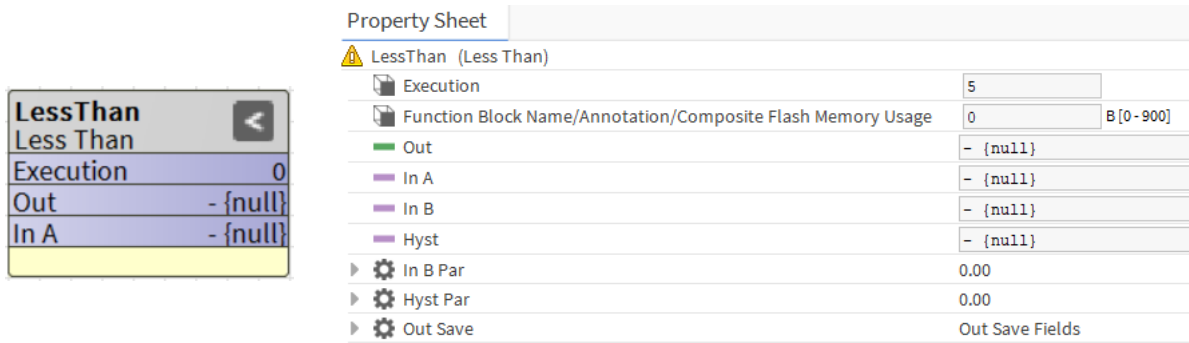 LessThan
<
Less Than
Execution 0
Out - {null}
In A - {null}
Property Sheet
LessThan (Less Than)
Execution 5
Function Block Name/Annotation/Composite Flash Memory Usage 0 B [0 - 900]
Out - {null}
In A - {null}
In B - {null}
Hyst - {null}
In B Par 0.00
Hyst Par 0.00
Out Save Out Save Fields